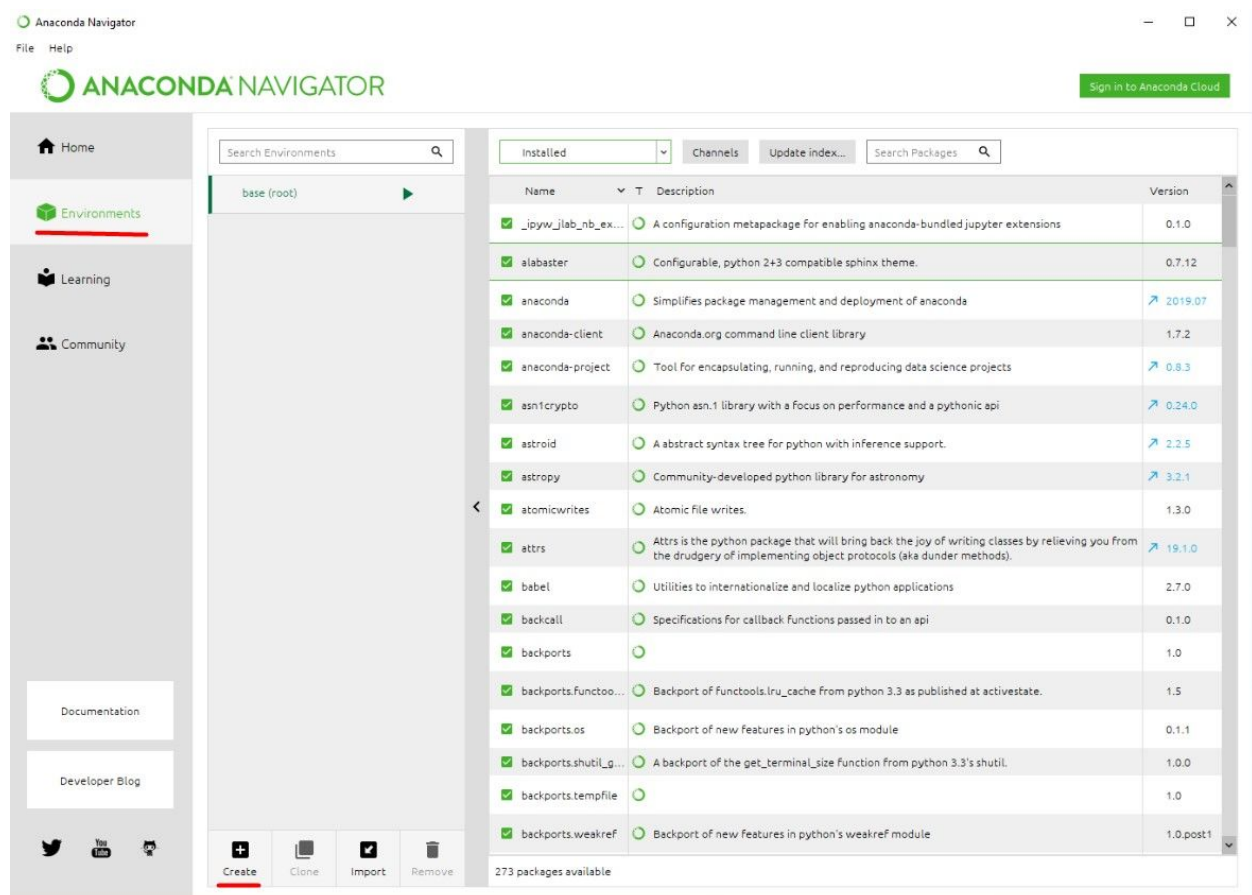 Anaconda Navigator
File Help
ANACONDA NAVIGATOR
Sign in to Anaconda Cloud
Home
Environments
Learning
Community
Documentation
Developer Blog
You
Tube
Search Environments
base (root)
Create Clone Import Remove
Installed Channels Update index... Search Packages
Name T Description Version
_ipyw_jlab_nb_ex... A configuration metapackage for enabling anaconda-bundled jupyter extensions 0.1.0
alabaster Configurable, python 2+3 compatible sphinx theme. 0.7.12
anaconda Simplifies package management and deployment of anaconda 2019.07
anaconda-client Anaconda.org command line client library 1.7.2
anaconda-project Tool for encapsulating, running, and reproducing data science projects 0.8.3
asn1crypto Python asn.1 library with a focus on performance and a pythonic api 0.24.0
astroid A abstract syntax tree for python with inference support. 2.2.5
astropy Community-developed python library for astronomy 3.2.1
atomicwrites Atomic file writes. 1.3.0
attrs Attrs is the python package that will bring back the joy of writing classes by relieving you from
the drudgery of implementing object protocols (aka dunder methods). 19.1.0
babel Utilities to internationalize and localize python applications 2.7.0
backcall Specifications for callback functions passed in to an api 0.1.0
backports 1.0
backports.functoo... Backport of functools.lru_cache from python 3.3 as published at activestate. 1.5
backports.os Backport of new features in python's os module 0.1.1
backports.shutil_g... A backport of the get_terminal_size function from python 3.3's shutil. 1.0.0
backports.tempfile 1.0
backports.weakref Backport of new features in python's weakref module 1.0.post1
273 packages available